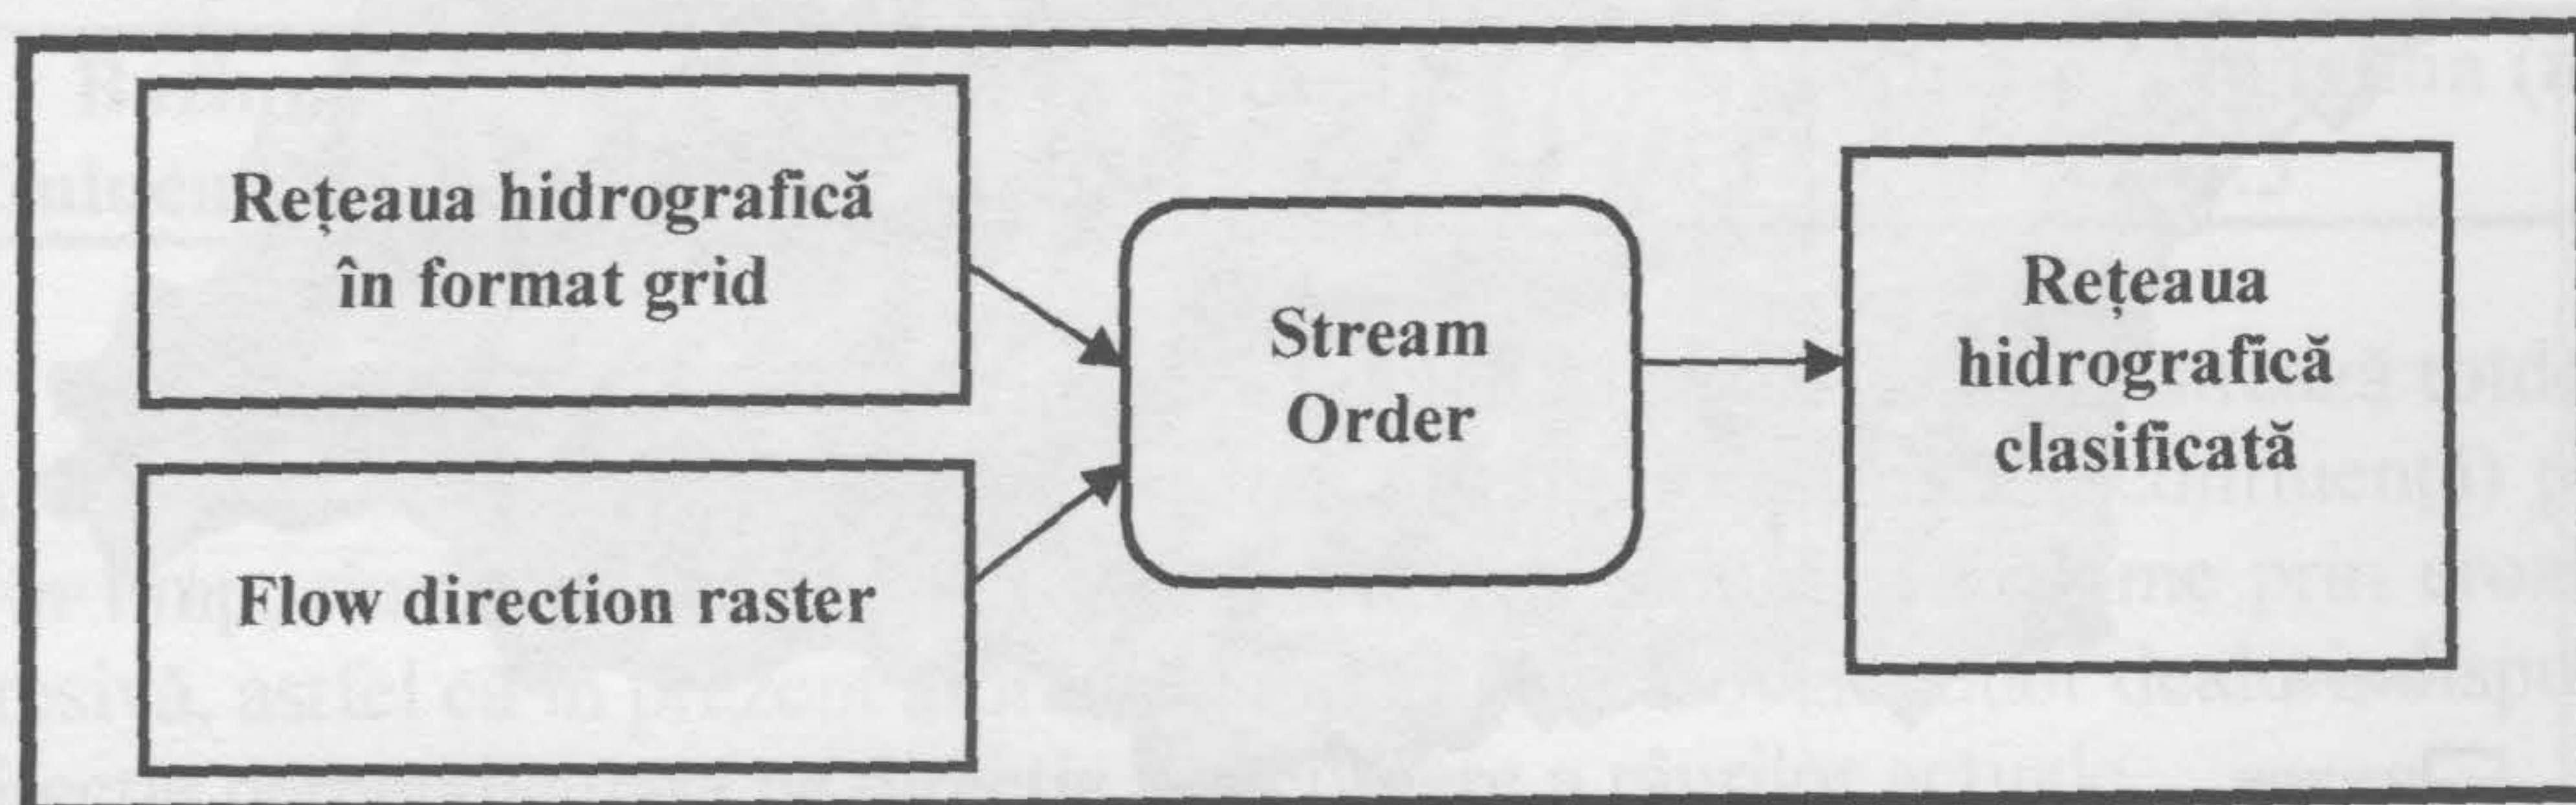 Rețeaua hidrografică
în format grid
Flow direction raster
Stream
Order
Rețeaua
hidrografică
clasificată